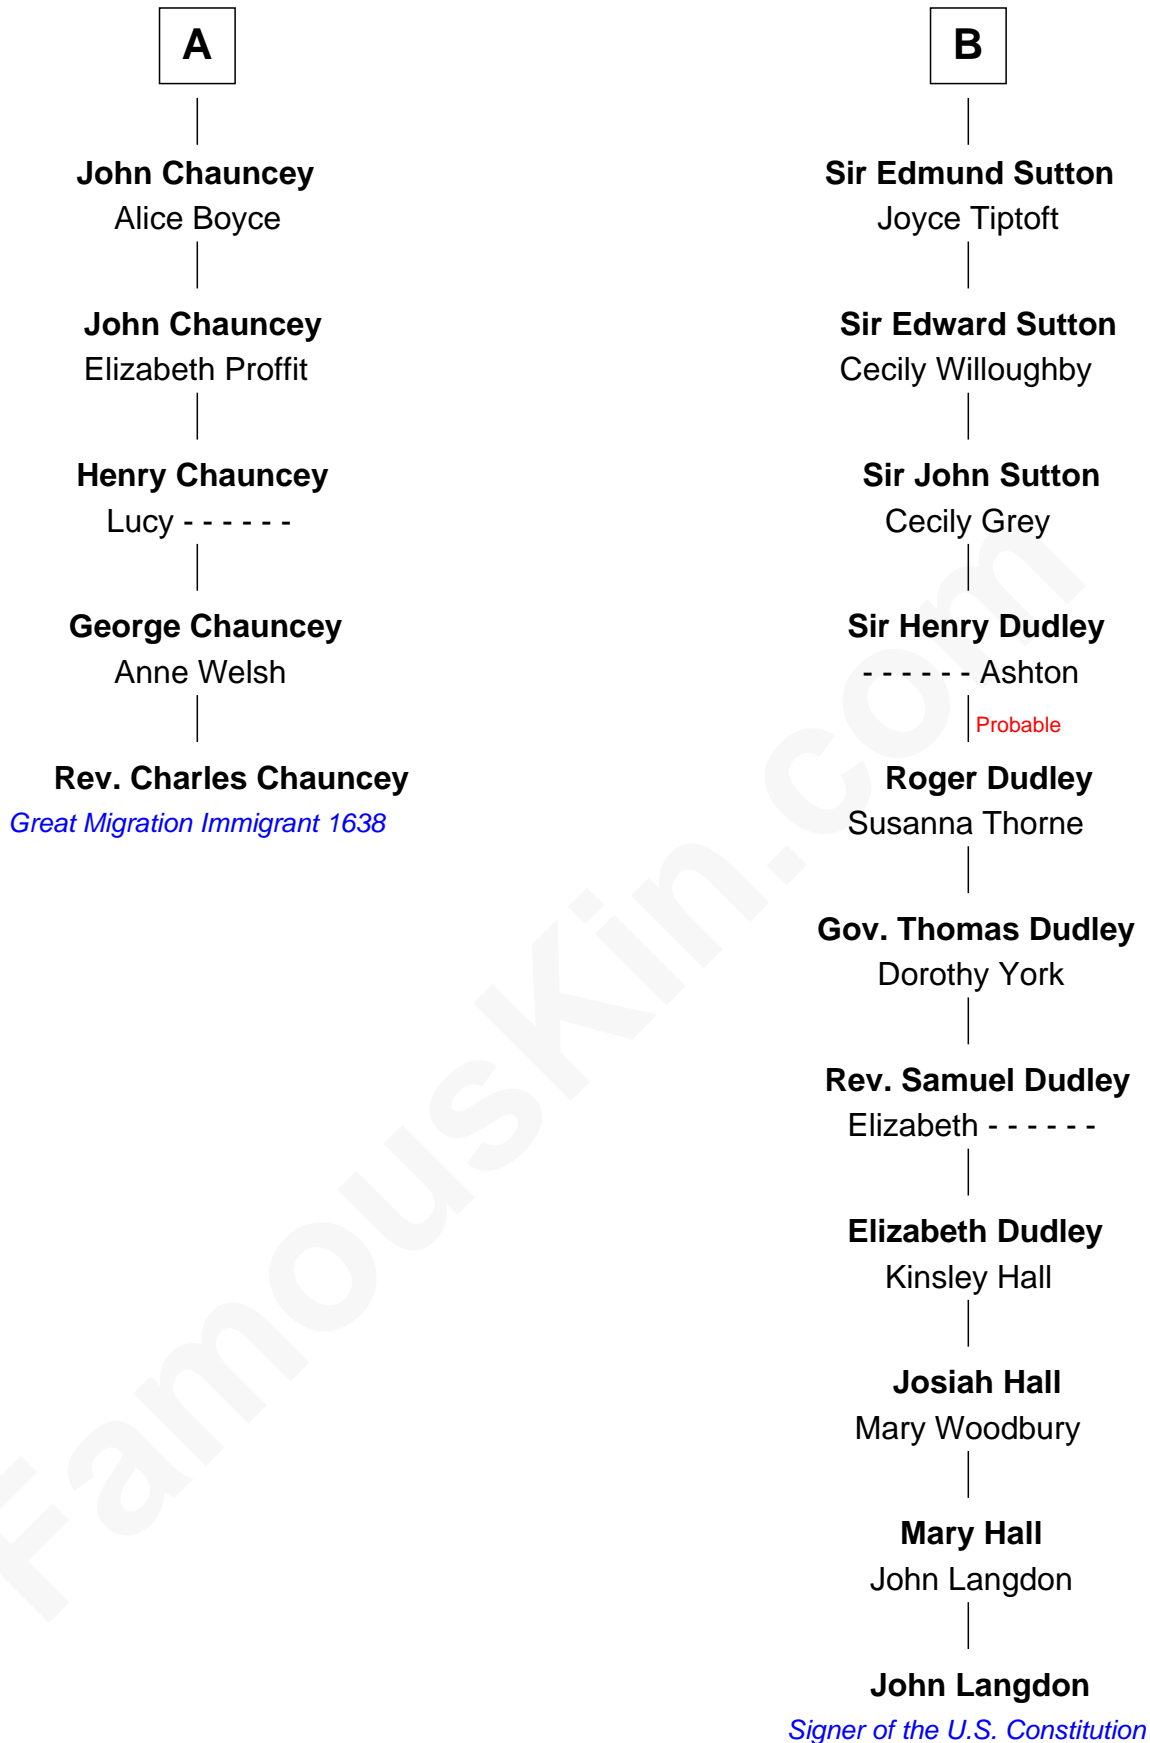 A
John Chauncey
Alice Boyce
John Chauncey
Elizabeth Proffit
Henry Chauncey
Lucy - - - - - -
George Chauncey
Anne Welsh
Rev. Charles Chauncey
Great Migration Immigrant 1638
B
Sir Edmund Sutton
Joyce Tiptoft
Sir Edward Sutton
Cecily Willoughby
Sir John Sutton
Cecily Grey
Sir Henry Dudley
- - - - - - Ashton
Probable
Roger Dudley
Susanna Thorne
Gov. Thomas Dudley
Dorothy York
Rev. Samuel Dudley
Elizabeth - - - - - -
Elizabeth Dudley
Kinsley Hall
Josiah Hall
Mary Woodbury
Mary Hall
John Langdon
John Langdon
Signer of the U.S. Constitution
FamousKin.com